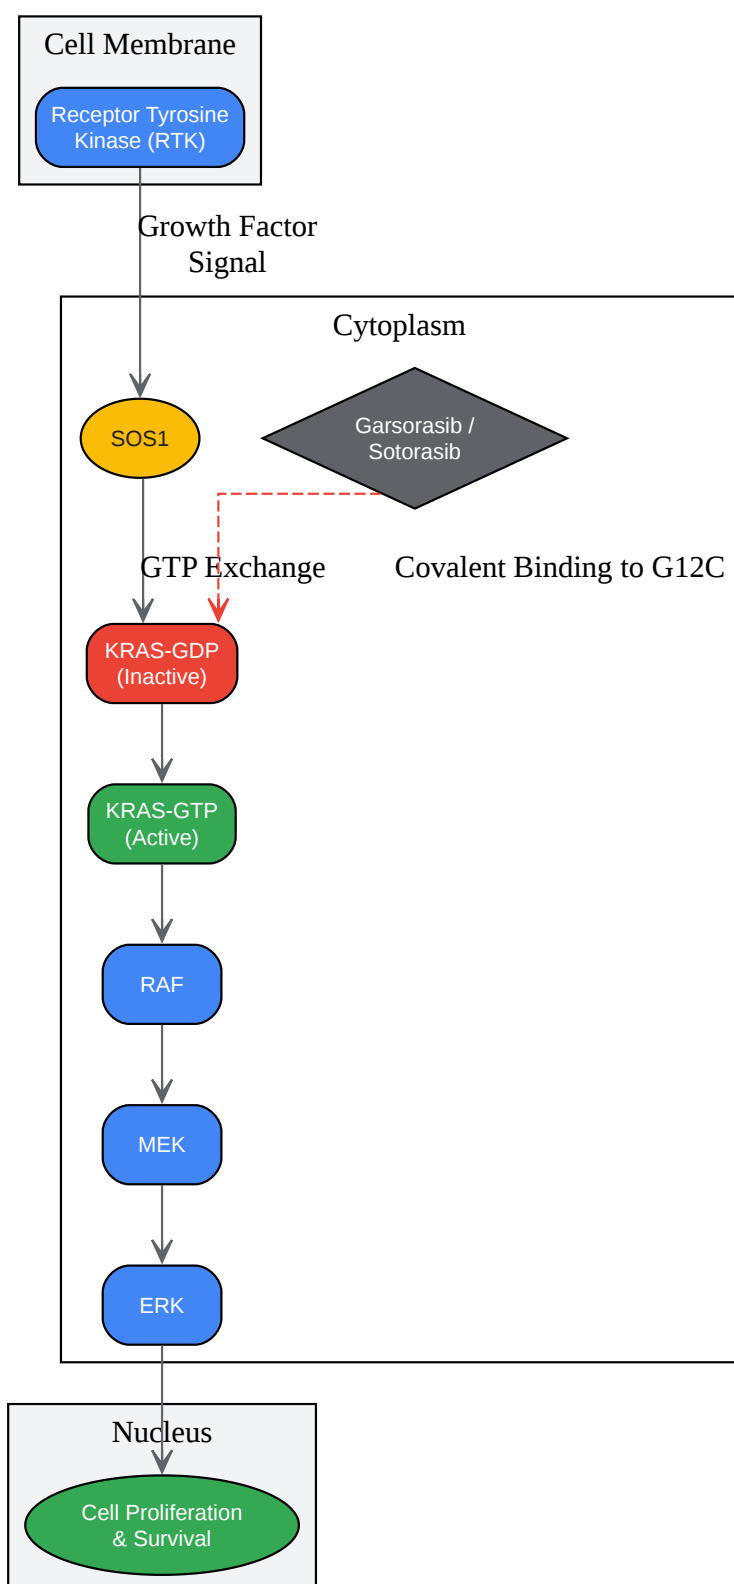 Cell Membrane
Receptor Tyrosine
Kinase (RTK)
Growth Factor
Signal
Cytoplasm
SOS1
Garsorasib /
Sotorasib
GTP Exchange
Covalent Binding to G12C
KRAS-GDP
(Inactive)
KRAS-GTP
(Active)
RAF
MEK
ERK
Nucleus
Cell Proliferation
& Survival